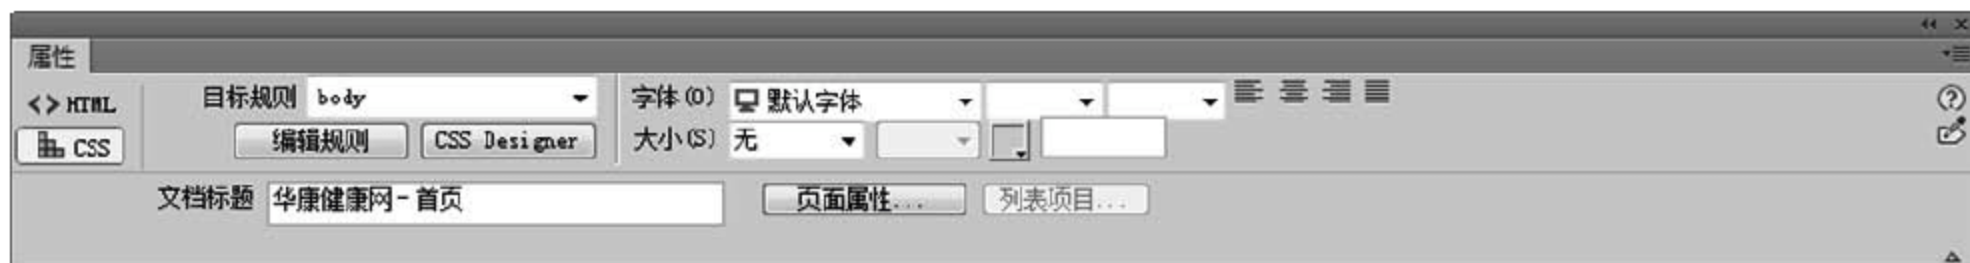 属性
<> HTML 目标规则 body 字体(O) 默认字体
CSS 编辑规则 CSS Designer 大小(S) 无
文档标题 华康健康网-首页 页面属性... 列表项目...